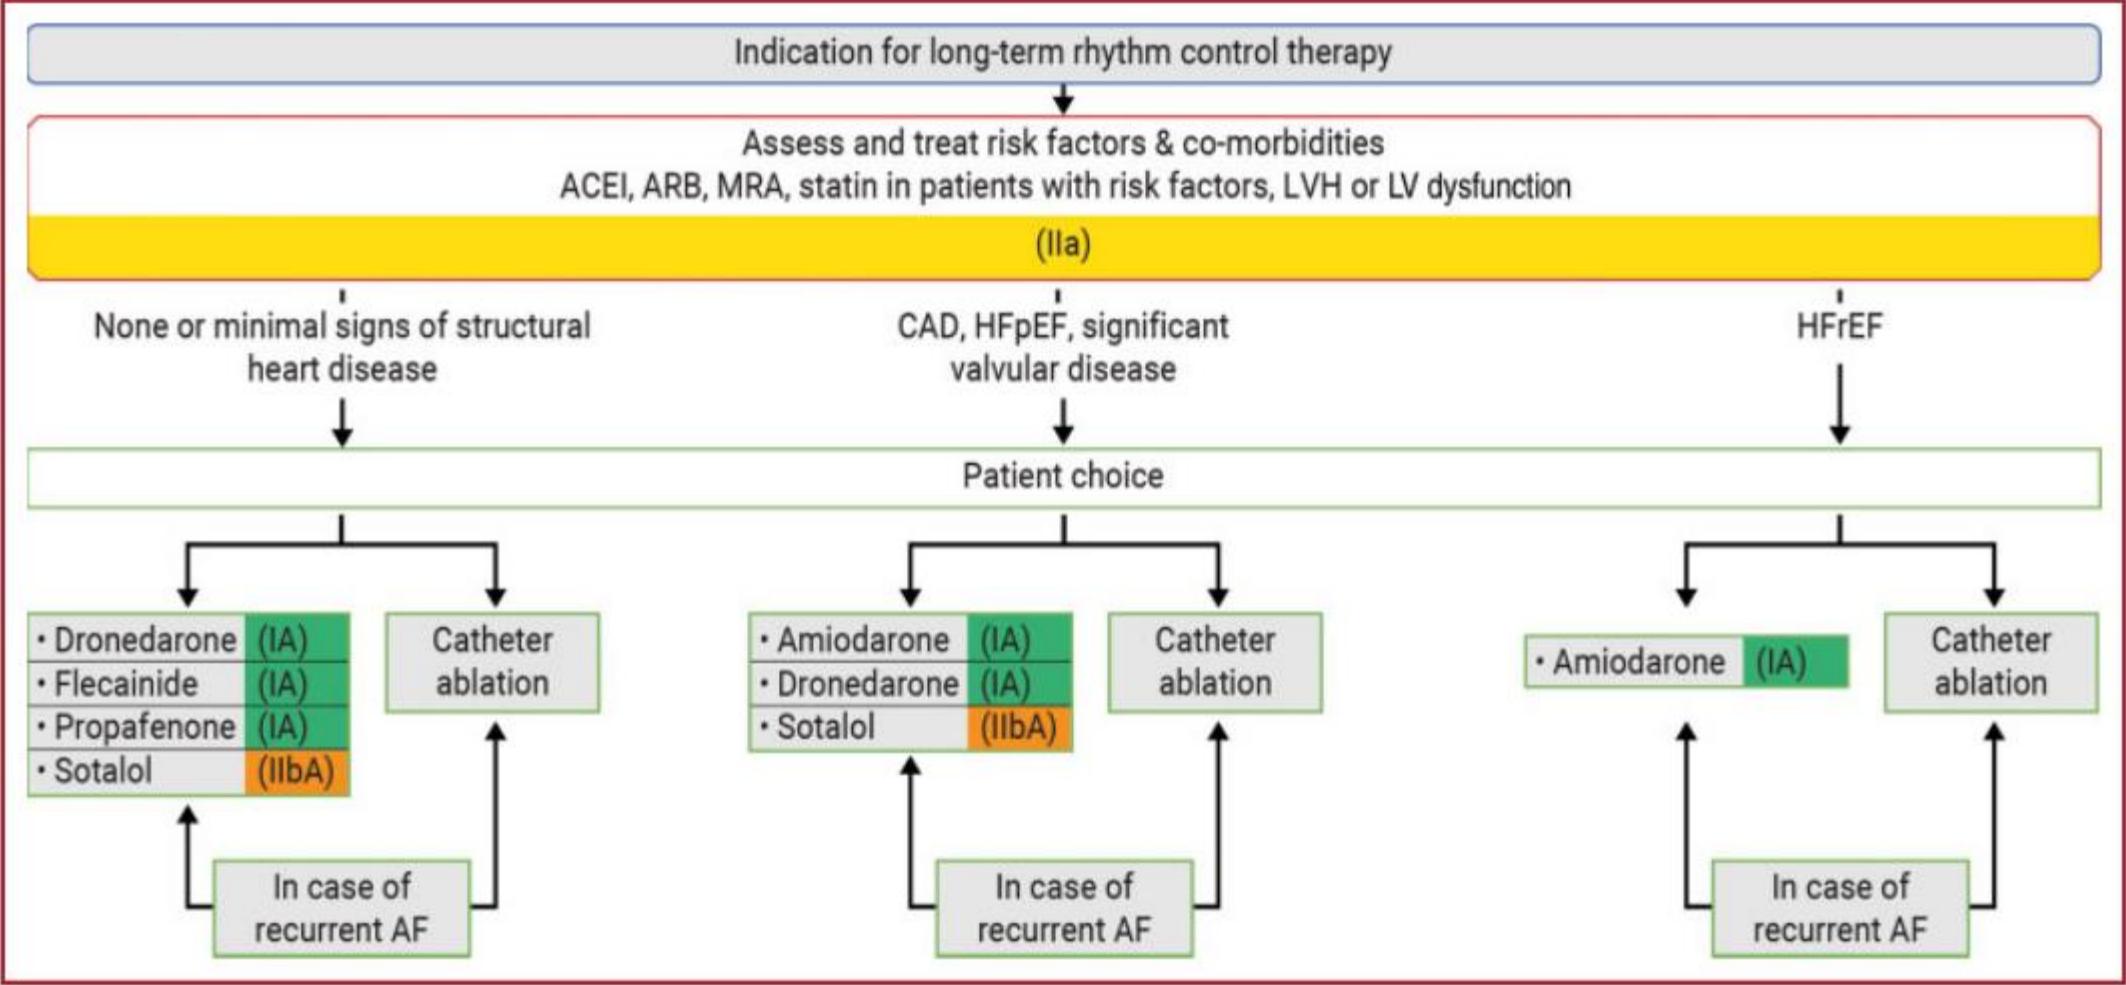 Indication for long-term rhythm control therapy
Assess and treat risk factors & co-morbidities
ACEI, ARB, MRA, statin in patients with risk factors, LVH or LV dysfunction
(IIa)
None or minimal signs of structural
heart disease
CAD, HFpEF, significant
valvular disease
HFrEF
Patient choice
• Dronedarone (IA)
• Flecainide (IA)
• Propafenone (IA)
• Sotalol (IIbA)
Catheter
ablation
In case of
recurrent AF
• Amiodarone (IA)
• Dronedarone (IA)
• Sotalol (IIbA)
Catheter
ablation
In case of
recurrent AF
• Amiodarone (IA)
Catheter
ablation
In case of
recurrent AF